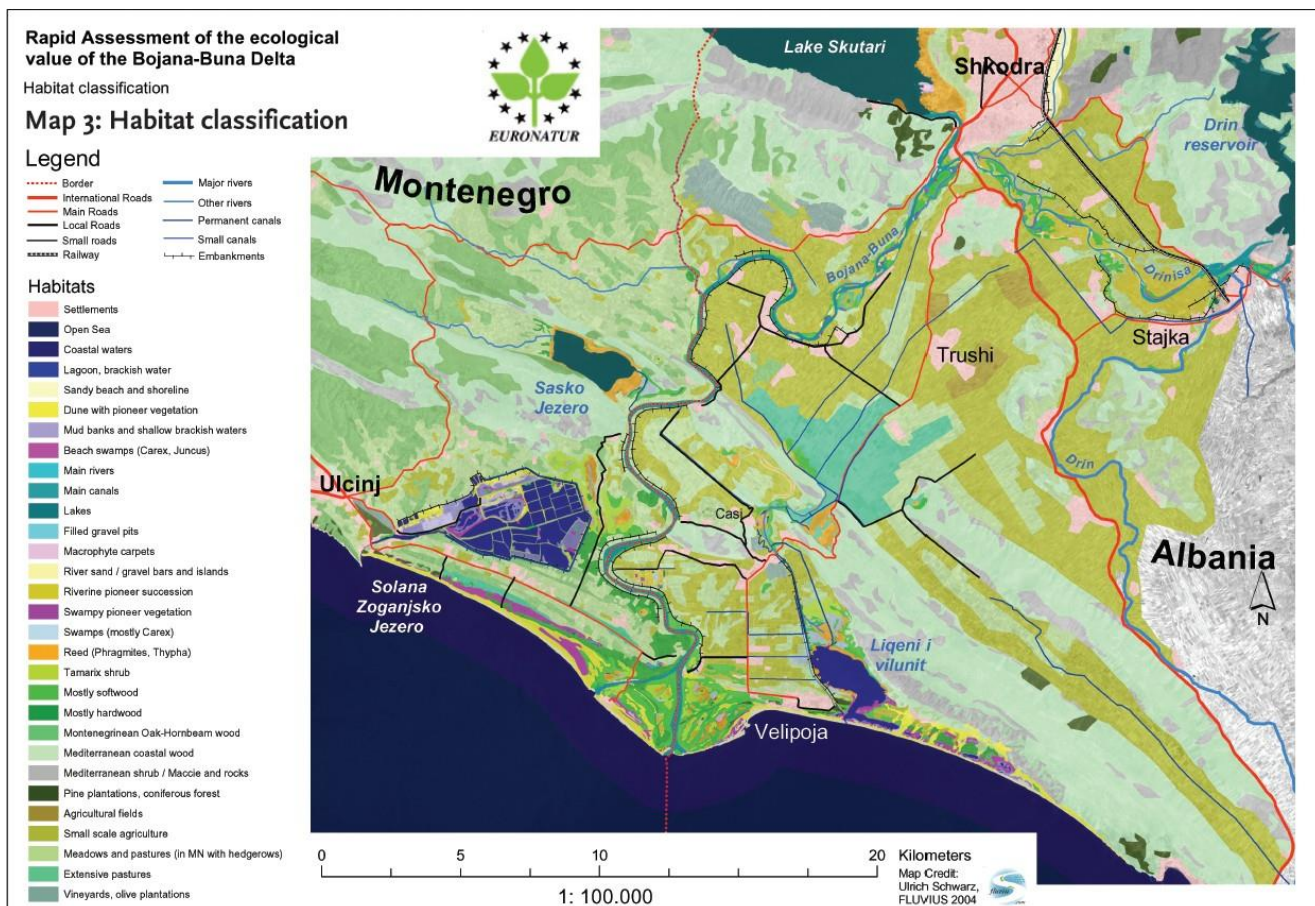 Rapid Assessment of the ecological
value of the Bojana-Buna Delta
Habitat classification
Map 3: Habitat classification
EURONATUR
Legend
Border
International Roads
Main Roads
Local Roads
Small roads
Railway
Major rivers
Other rivers
Permanent canals
Small canals
Embankments
Habitats
Settlements
Open Sea
Coastal waters
Lagoon, brackish water
Sandy beach and shoreline
Dune with pioneer vegetation
Mud banks and shallow brackish waters
Beach swamps (Carex, Juncus)
Main rivers
Main canals
Lakes
Filled gravel pits
Macrophyte carpets
River sand / gravel bars and islands
Riverine pioneer succession
Swampy pioneer vegetation
Swamps (mostly Carex)
Reed (Phragmites, Thypha)
Tamarix shrub
Mostly softwood
Mostly hardwood
Montenegrinean Oak-Hornbeam wood
Mediterranean coastal wood
Mediterranean shrub / Maccie and rocks
Pine plantations, coniferous forest
Agricultural fields
Small scale agriculture
Meadows and pastures (in MN with hedgerows)
Extensive pastures
Vineyards, olive plantations
Lake Skutari
Shkodra
Drin
reservoir
Montenegro
Bojana-Buna
Drinisa
Stajka
Trushi
Sasko
Jezero
Drin
Ulcinj
Cas
Albania
N
Solana
Zoganjsko
Jezero
Liqeni i
vilunit
Velipoja
0 5 10 20 Kilometers
1: 100.000
Map Credit:
Ulrich Schwarz,
FLUVIUS 2004
fluvius